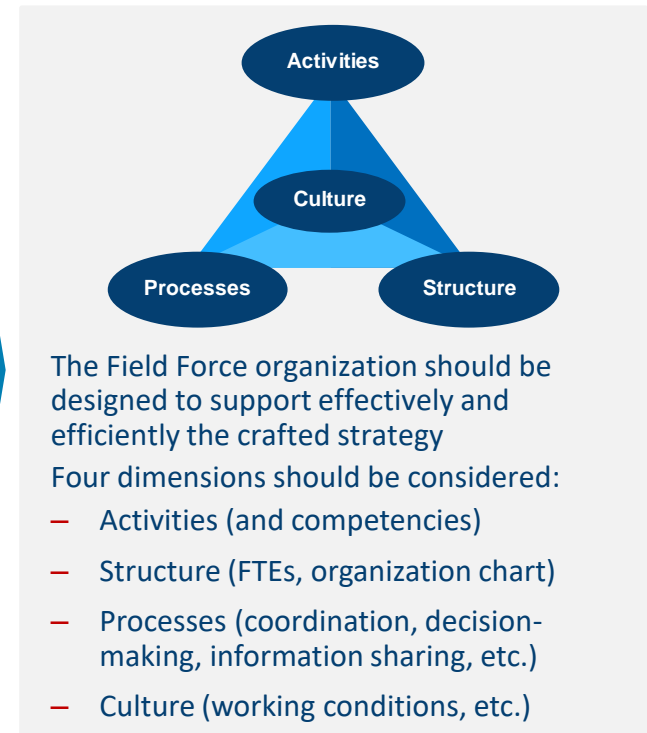 Activities
Culture
Processes
Structure
The Field Force organization should be
designed to support effectively and
efficiently the crafted strategy
Four dimensions should be considered:
– Activities (and competencies)
– Structure (FTEs, organization chart)
– Processes (coordination, decision-
making, information sharing, etc.)
– Culture (working conditions, etc.)